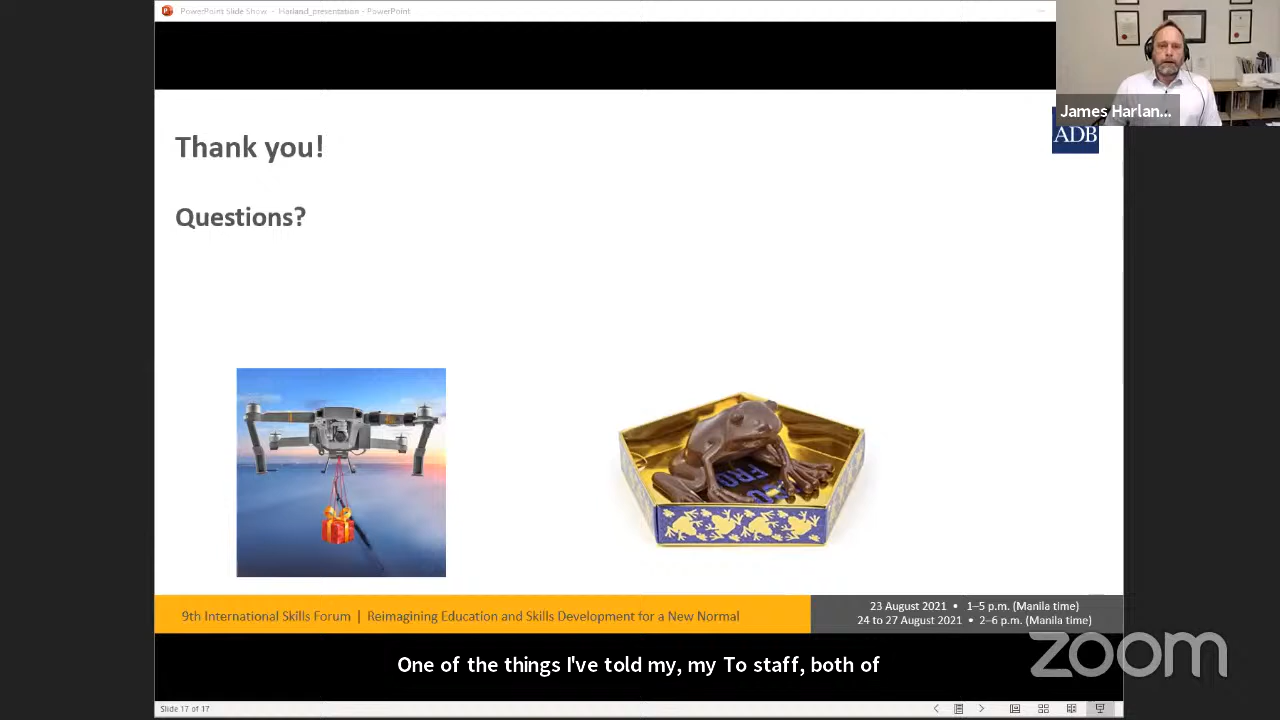 PowerPoint Slide Show - Harland_presentation - PowerPoint
James Harlan...
ADB
Thank you!
Questions?
FRO
9th International Skills Forum | Reimagining Education and Skills Development for a New Normal
23 August 2021 • 1–5 p.m. (Manila time)
24 to 27 August 2021 • 2–6 p.m. (Manila time)
One of the things I've told my, my To staff, both of
zoom
Slide 17 of 17